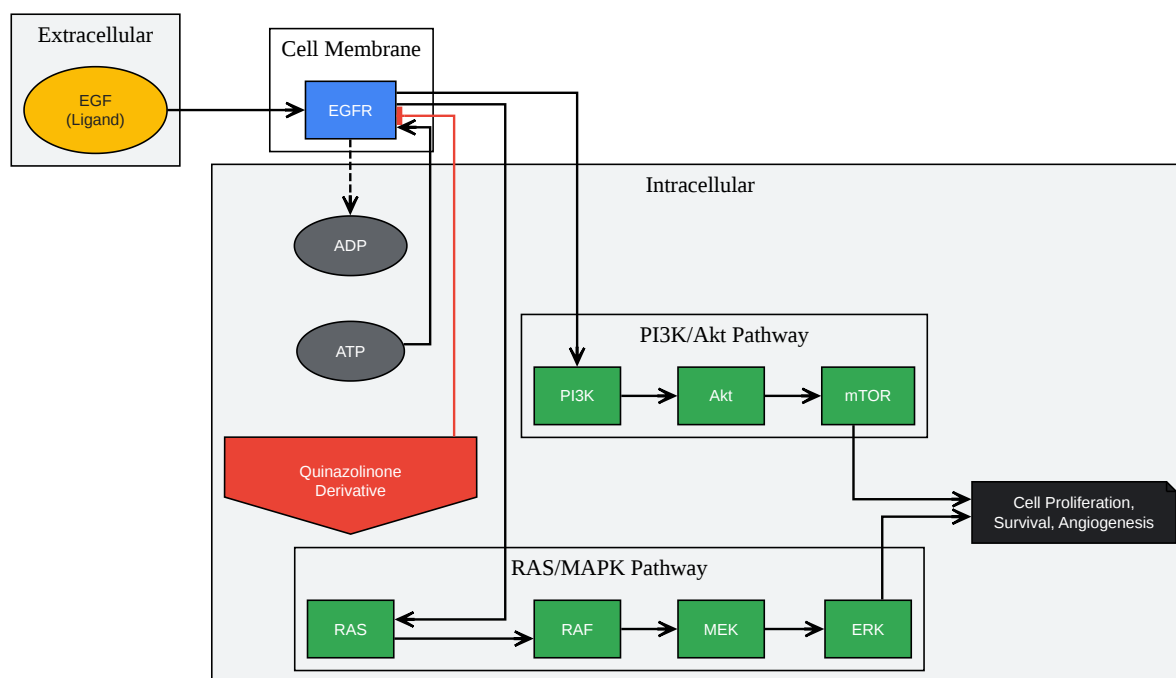 Extracellular
EGF
(Ligand)
Cell Membrane
EGFR
Intracellular
ADP
ATP
PI3K/Akt Pathway
PI3K
Akt
mTOR
Quinazolinone
Derivative
Cell Proliferation,
Survival, Angiogenesis
RAS/MAPK Pathway
RAS
RAF
MEK
ERK